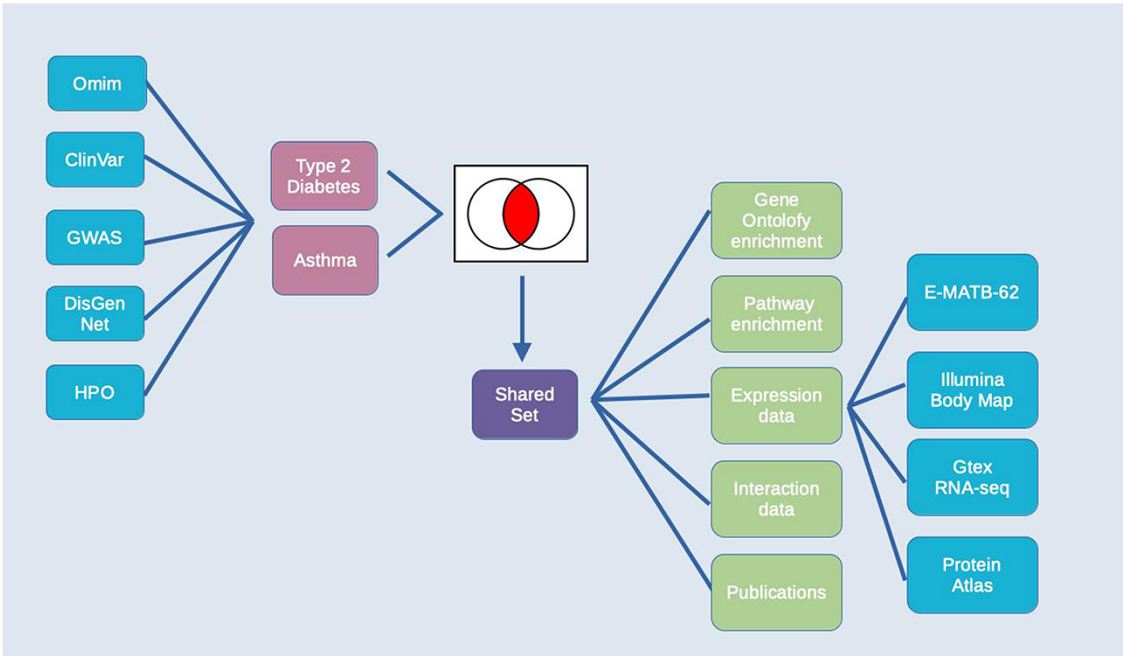 Omim
ClinVar
GWAS
DisGen
Net
HPO
Type 2
Diabetes
Asthma
Shared
Set
Gene
Ontolofy
enrichment
Pathway
enrichment
Expression
data
Interaction
data
Publications
E-MATB-62
Illumina
Body Map
Gtex
RNA-seq
Protein
Atlas